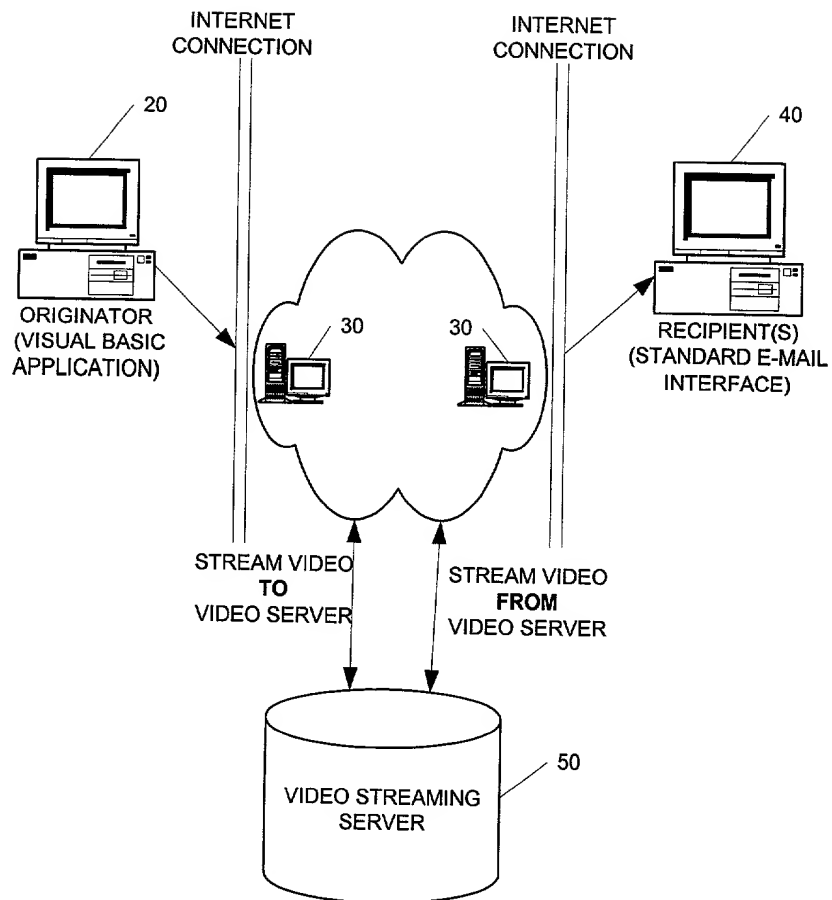 INTERNET
CONNECTION
INTERNET
CONNECTION
20
40
ORIGINATOR
(VISUAL BASIC
APPLICATION)
30
30
RECIPIENT(S)
(STANDARD E-MAIL
INTERFACE)
STREAM VIDEO
TO
VIDEO SERVER
STREAM VIDEO
FROM
VIDEO SERVER
50
VIDEO STREAMING
SERVER